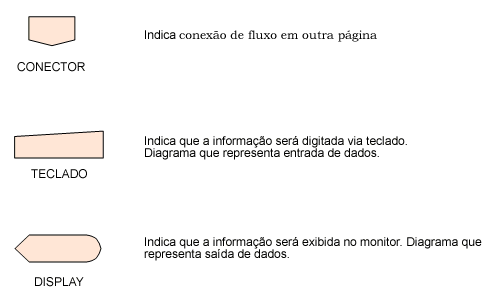 Indica conexão de fluxo em outra página
CONECTOR
Indica que a informação será digitada via teclado.
Diagrama que representa entrada de dados.
TECLADO
Indica que a informação será exibida no monitor. Diagrama que
representa saída de dados.
DISPLAY